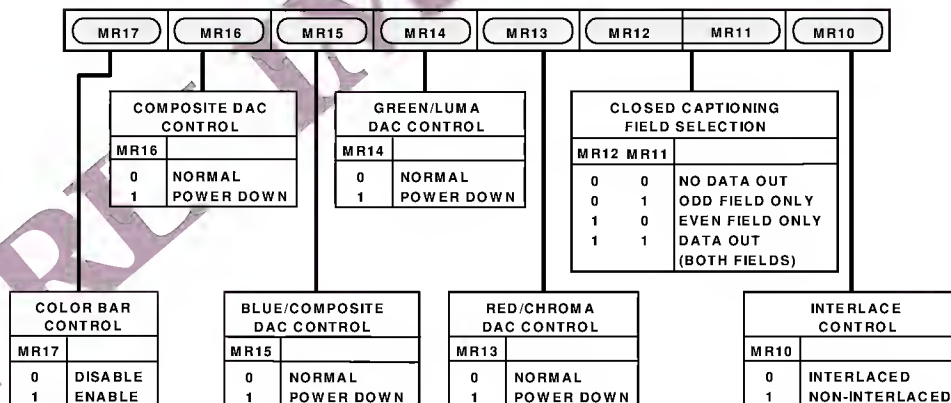 MR17 MR16 MR15 MR14 MR13 MR12 MR11 MR10
COMPOSITE DAC
CONTROL
MR16
0 NORMAL
1 POWER DOWN
GREEN/LUMA
DAC CONTROL
MR14
0 NORMAL
1 POWER DOWN
CLOSED CAPTIONING
FIELD SELECTION
MR12 MR11
0 0 NO DATA OUT
0 1 ODD FIELD ONLY
1 0 EVEN FIELD ONLY
1 1 DATA OUT
(BOTH FIELDS)
COLOR BAR
CONTROL
MR17
0 DISABLE
1 ENABLE
BLUE/COMPOSITE
DAC CONTROL
MR15
0 NORMAL
1 POWER DOWN
RED/CHROMA
DAC CONTROL
MR13
0 NORMAL
1 POWER DOWN
INTERLACE
CONTROL
MR10
0 INTERLACED
1 NON-INTERLACED